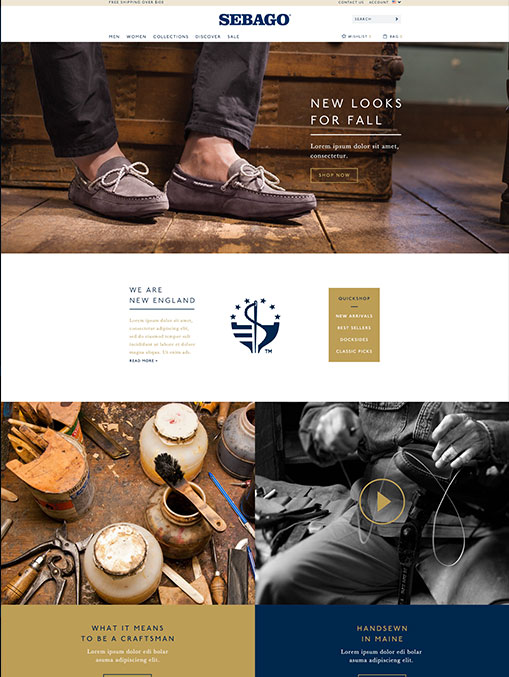 FREE SHIPPING OVER $100
CONTACT US ACCOUNT
SEBAGO
SEARCH
MEN WOMEN COLLECTIONS DISCOVER SALE
WISHLIST
BAG
NEW LOOKS
FOR FALL
Lorem ipsum dolor sit amet,
consectetur.
SHOP NOW
WE ARE
NEW ENGLAND
Lorem ipsum dolor sit amet,
consectetur adipiscing elit,
sed do eiusmod tempor
incididunt ut labore et dolore
magna aliqua. Ut enim ads.
READ MORE
TM
QUICKSHOP
NEW ARRIVALS
BEST SELLERS
DOCKSIDES
CLASSIC PICKS
WHAT IT MEANS
TO BE A CRAFTSMAN
Lorem ipsum dolor edi bolar
asuma adipiscieng elit.
HANDSEWN
IN MAINE
Lorem ipsum dolor edi bolar
asuma adipiscing elit.